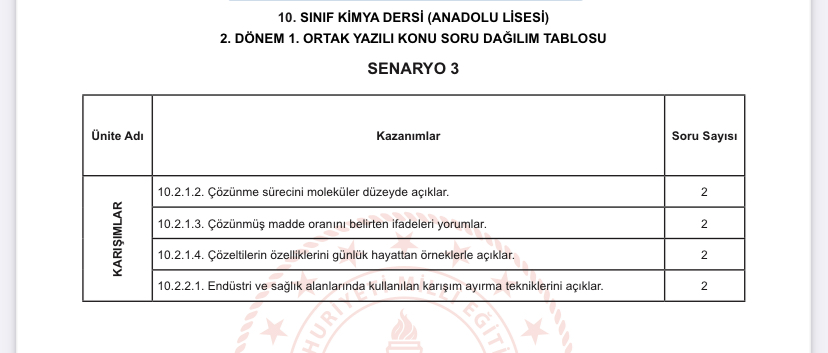 10. SINIF KİMYA DERSİ (ANADOLU LİSESİ)
2. DÖNEM 1. ORTAK YAZILI KONU SORU DAĞILIM TABLOSU
SENARYO 3
Ünite Adı Kazanımlar Soru Sayısı
KARIŞIMLAR
10.2.1.2. Çözünme sürecini moleküler düzeyde açıklar. 2
10.2.1.3. Çözünmüş madde oranını belirten ifadeleri yorumlar. 2
10.2.1.4. Çözeltilerin özelliklerini günlük hayattan örneklerle açıklar. 2
10.2.2.1. Endüstri ve sağlık alanlarında kullanılan karışım ayırma tekniklerini açıklar. 2